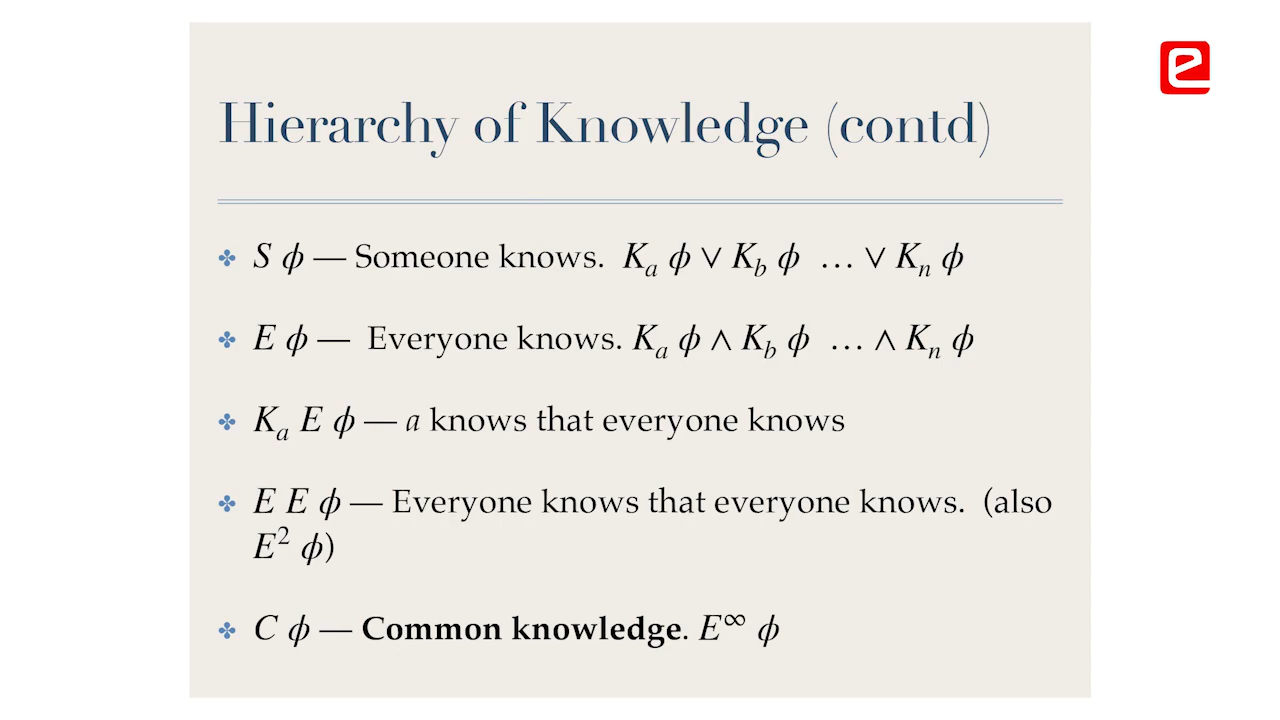 Hierarchy of Knowledge (contd)
S ϕ — Someone knows. Kₐ ϕ ∨ K_b ϕ … ∨ Kₙ ϕ
E ϕ — Everyone knows. Kₐ ϕ ∧ K_b ϕ … ∧ Kₙ ϕ
Kₐ E ϕ — a knows that everyone knows
E E ϕ — Everyone knows that everyone knows. (also
E² ϕ)
C ϕ — Common knowledge. E^∞ ϕ